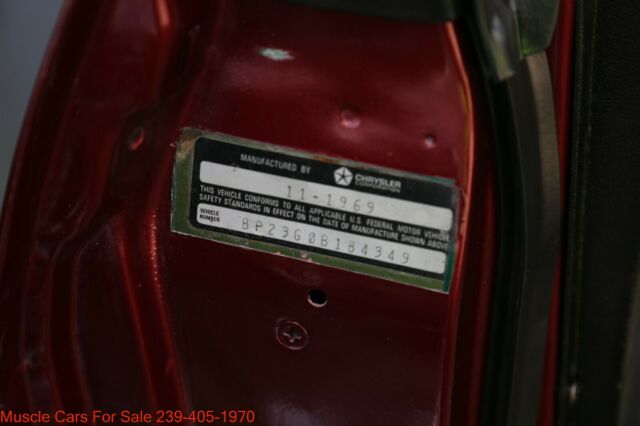 MANUFACTURED BY CHRYSLER CORPORATION
11-1969
THIS VEHICLE CONFORMS TO ALL APPLICABLE U.S. FEDERAL MOTOR VEHICLE
SAFETY STANDARDS IN EFFECT ON THE DATE OF MANUFACTURE SHOWN ABOVE
VEHICLE NUMBER
BP23G0B184349
Muscle Cars For Sale 239-405-1970